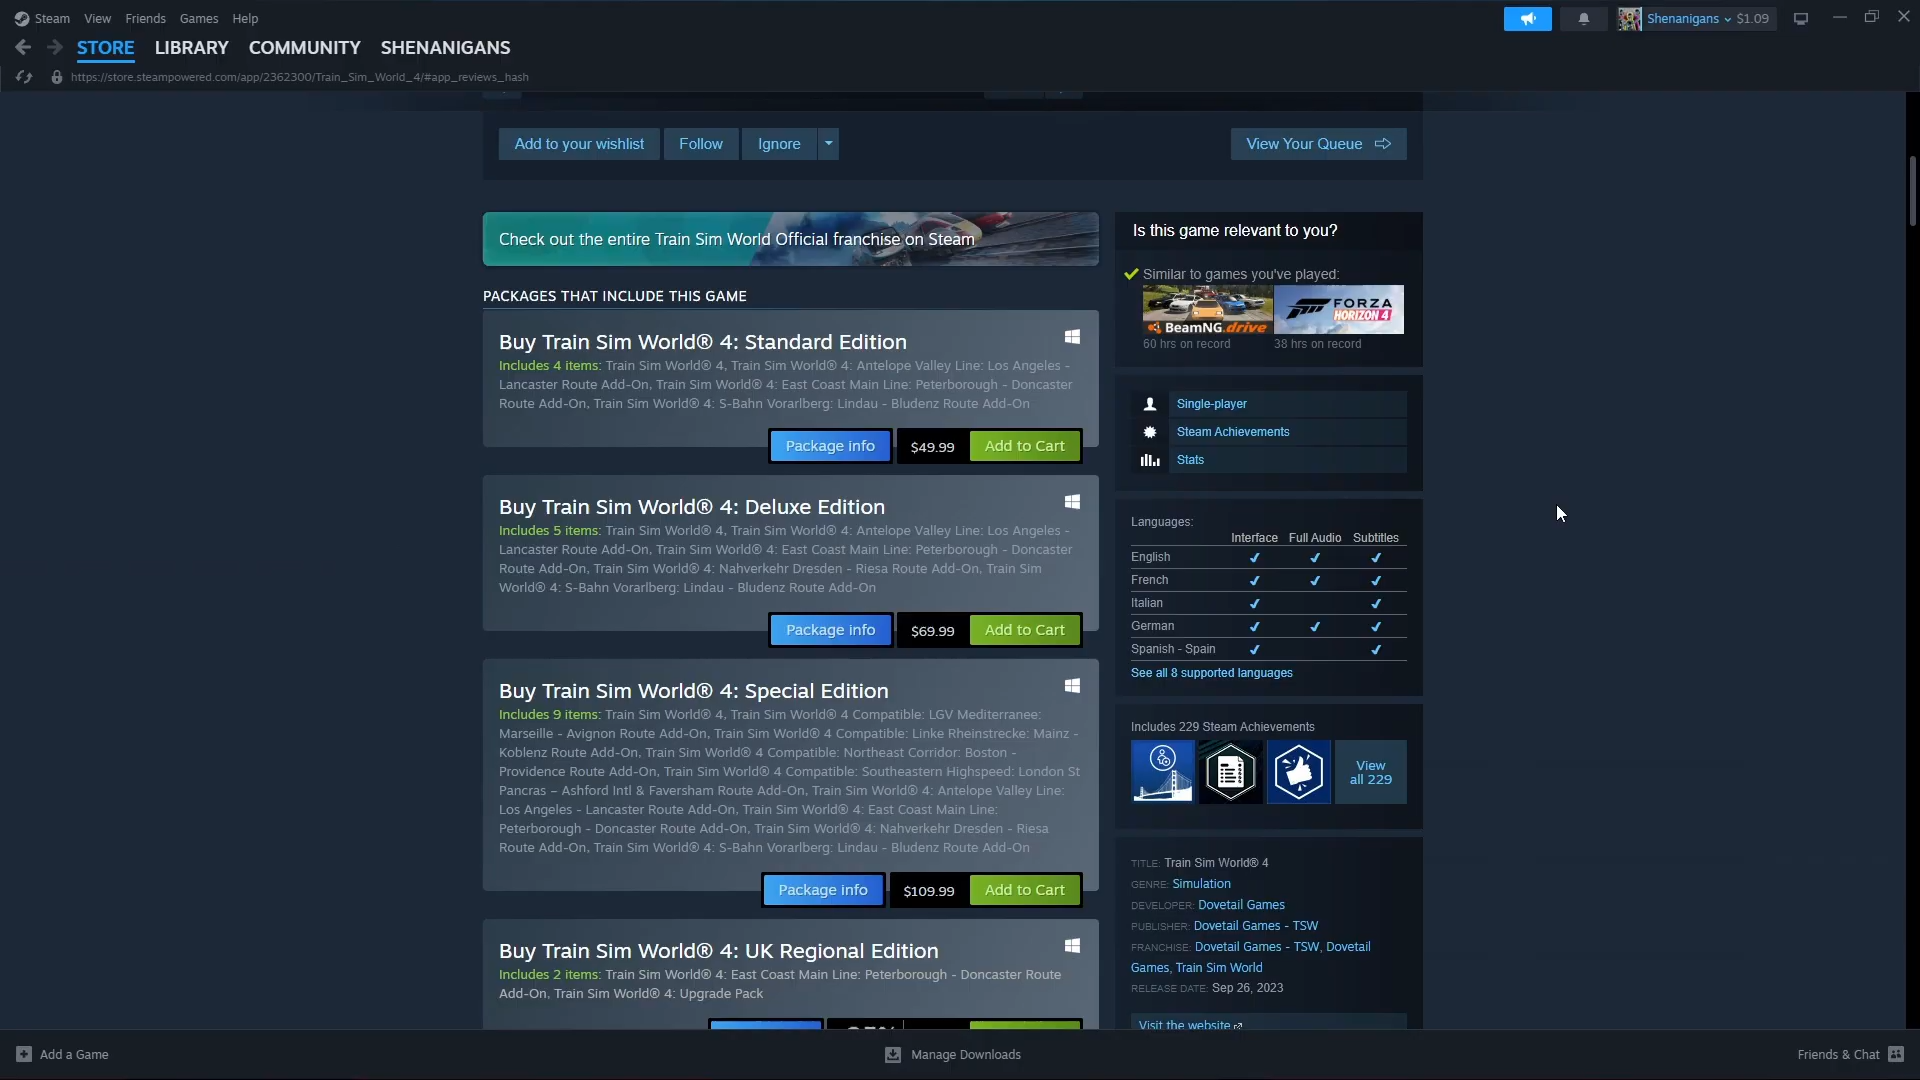 Steam View Friends Games Help
Shenanigans $1.09
STORE LIBRARY COMMUNITY SHENANIGANS
https://store.steampowered.com/app/2362300/Train_Sim_World_4/#app_reviews_hash
Add to your wishlist Follow Ignore View Your Queue
Check out the entire Train Sim World Official franchise on Steam
PACKAGES THAT INCLUDE THIS GAME
Buy Train Sim World® 4: Standard Edition
Includes 4 items: Train Sim World® 4, Train Sim World® 4: Antelope Valley Line: Los Angeles -
Lancaster Route Add-On, Train Sim World® 4: East Coast Main Line: Peterborough - Doncaster
Route Add-On, Train Sim World® 4: S-Bahn Vorarlberg: Lindau - Bludenz Route Add-On
Package info $49.99 Add to Cart
Buy Train Sim World® 4: Deluxe Edition
Includes 5 items: Train Sim World® 4, Train Sim World® 4: Antelope Valley Line: Los Angeles -
Lancaster Route Add-On, Train Sim World® 4: East Coast Main Line: Peterborough - Doncaster
Route Add-On, Train Sim World® 4: Nahverkehr Dresden - Riesa Route Add-On, Train Sim
World® 4: S-Bahn Vorarlberg: Lindau - Bludenz Route Add-On
Package info $69.99 Add to Cart
Buy Train Sim World® 4: Special Edition
Includes 9 items: Train Sim World® 4, Train Sim World® 4 Compatible: LGV Mediterranee:
Marseille - Avignon Route Add-On, Train Sim World® 4 Compatible: Linke Rheinstrecke: Mainz -
Koblenz Route Add-On, Train Sim World® 4 Compatible: Northeast Corridor: Boston -
Providence Route Add-On, Train Sim World® 4 Compatible: Southeastern Highspeed: London St
Pancras – Ashford Intl & Faversham Route Add-On, Train Sim World® 4: Antelope Valley Line:
Los Angeles - Lancaster Route Add-On, Train Sim World® 4: East Coast Main Line:
Peterborough - Doncaster Route Add-On, Train Sim World® 4: Nahverkehr Dresden - Riesa
Route Add-On, Train Sim World® 4: S-Bahn Vorarlberg: Lindau - Bludenz Route Add-On
Package info $109.99 Add to Cart
Buy Train Sim World® 4: UK Regional Edition
Includes 2 items: Train Sim World® 4: East Coast Main Line: Peterborough - Doncaster Route
Add-On, Train Sim World® 4: Upgrade Pack
Is this game relevant to you?
Similar to games you've played:
BeamNG.drive FORZA HORIZON 4
60 hrs on record 38 hrs on record
Single-player
Steam Achievements
Stats
Languages:
Interface Full Audio Subtitles
English ✔ ✔ ✔
French ✔ ✔ ✔
Italian ✔ ✔
German ✔ ✔ ✔
Spanish - Spain ✔ ✔
See all 8 supported languages
Includes 229 Steam Achievements
View
all 229
TITLE: Train Sim World® 4
GENRE: Simulation
DEVELOPER: Dovetail Games
PUBLISHER: Dovetail Games - TSW
FRANCHISE: Dovetail Games - TSW, Dovetail
Games, Train Sim World
RELEASE DATE: Sep 26, 2023
Visit the website
Add a Game Manage Downloads Friends & Chat